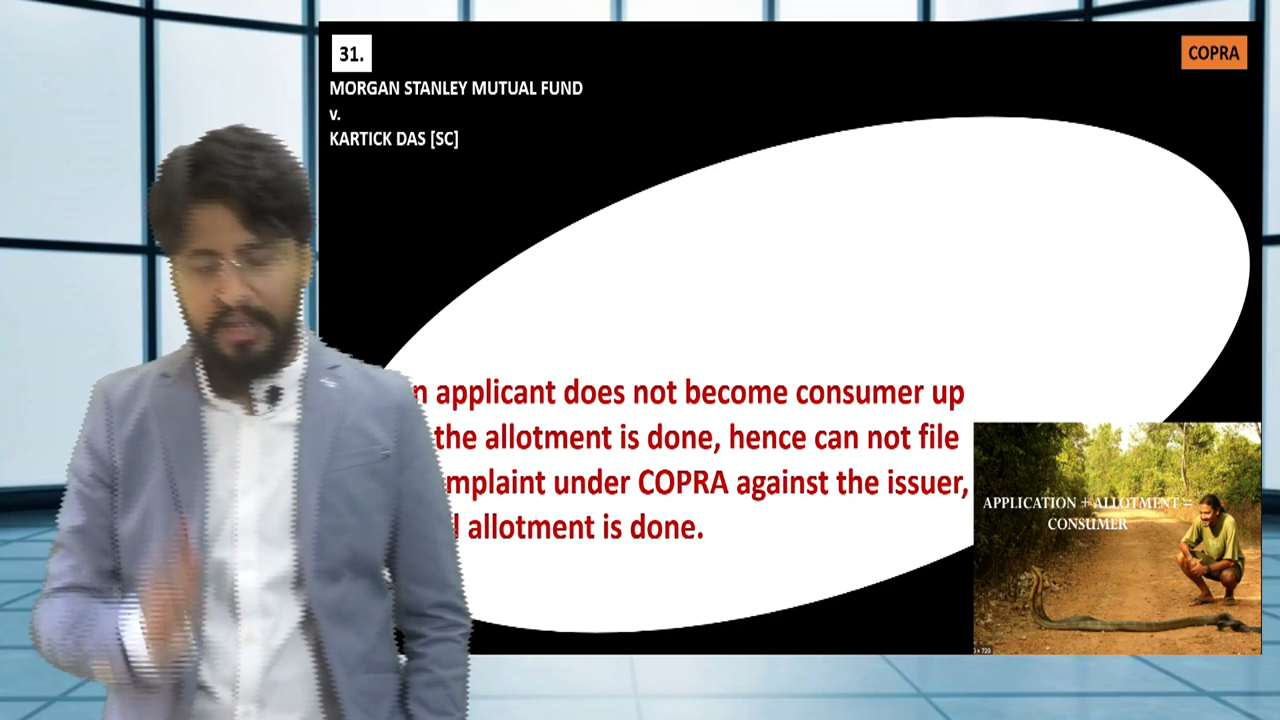 31.
COPRA
MORGAN STANLEY MUTUAL FUND
v.
KARTICK DAS [SC]
applicant does not become consumer up
the allotment is done, hence can not file
mplaint under COPRA against the issuer,
allotment is done.
APPLICATION + ALLOTMENT =
CONSUMER